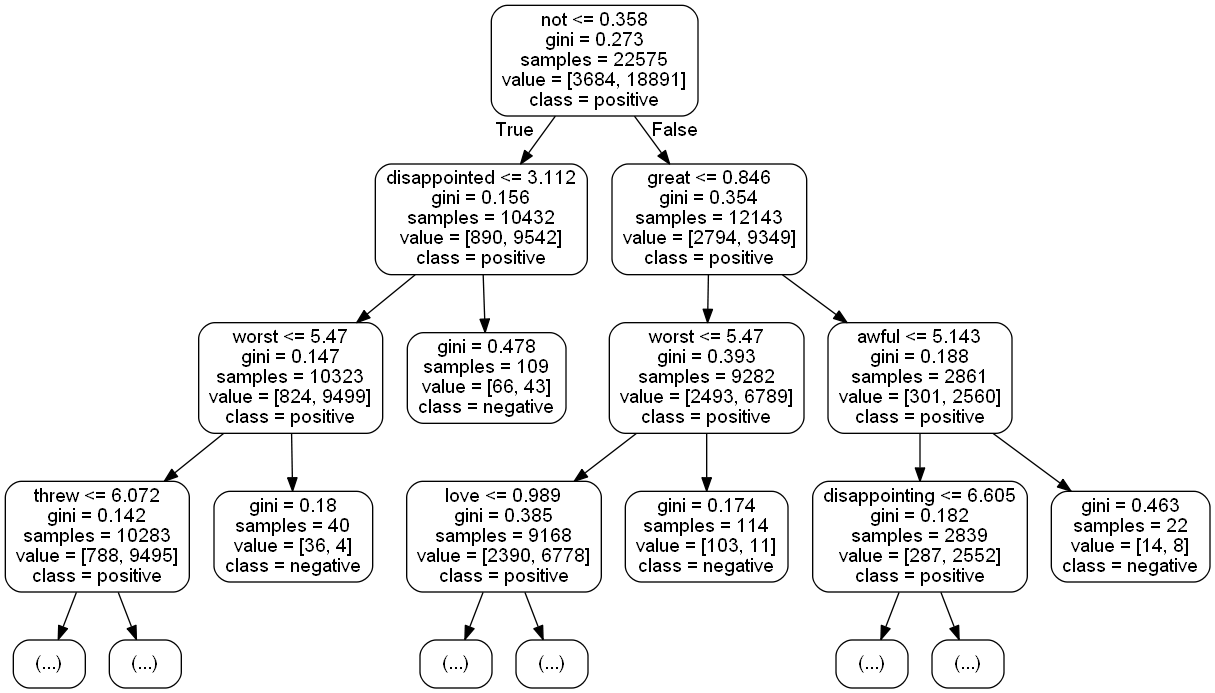 not <= 0.358
gini = 0.273
samples = 22575
value = [3684, 18891]
class = positive
True
False
disappointed <= 3.112
gini = 0.156
samples = 10432
value = [890, 9542]
class = positive
great <= 0.846
gini = 0.354
samples = 12143
value = [2794, 9349]
class = positive
worst <= 5.47
gini = 0.147
samples = 10323
value = [824, 9499]
class = positive
gini = 0.478
samples = 109
value = [66, 43]
class = negative
worst <= 5.47
gini = 0.393
samples = 9282
value = [2493, 6789]
class = positive
awful <= 5.143
gini = 0.188
samples = 2861
value = [301, 2560]
class = positive
threw <= 6.072
gini = 0.142
samples = 10283
value = [788, 9495]
class = positive
gini = 0.18
samples = 40
value = [36, 4]
class = negative
love <= 0.989
gini = 0.385
samples = 9168
value = [2390, 6778]
class = positive
gini = 0.174
samples = 114
value = [103, 11]
class = negative
disappointing <= 6.605
gini = 0.182
samples = 2839
value = [287, 2552]
class = positive
gini = 0.463
samples = 22
value = [14, 8]
class = negative
(...)
(...)
(...)
(...)
(...)
(...)